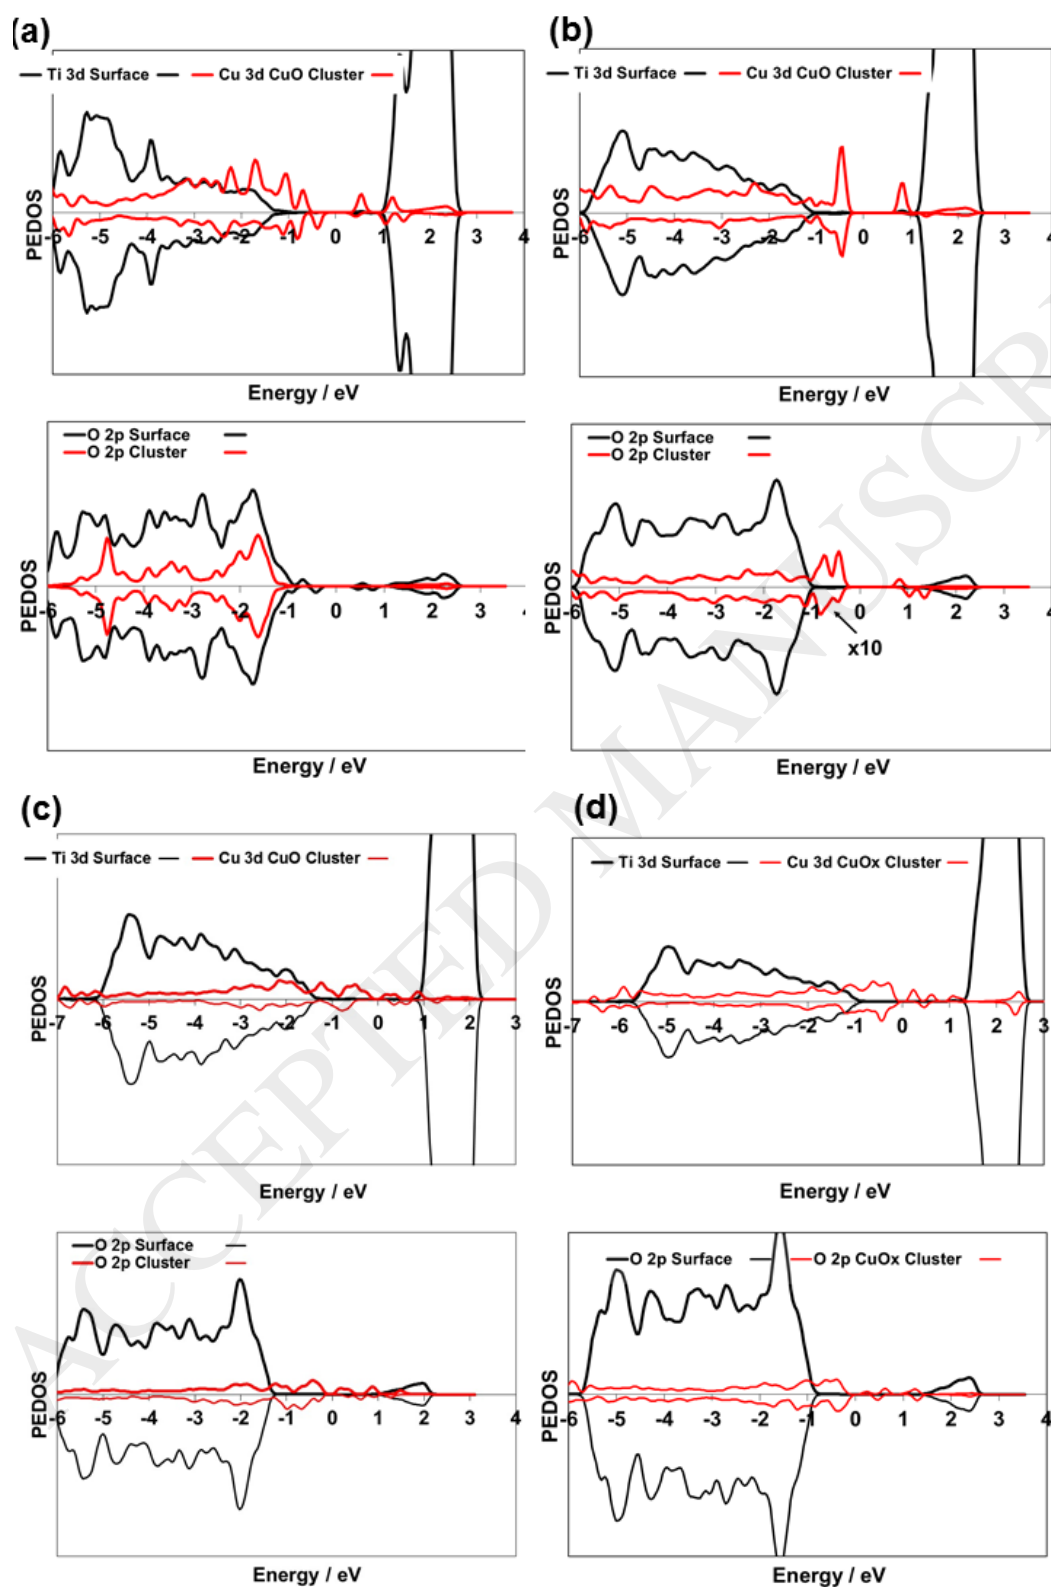 (a)
Ti 3d Surface Cu 3d CuO Cluster
PEDOS
-6 -5 -4 -3 -2 -1 0 1 2 3 4
Energy / eV
O 2p Surface
O 2p Cluster
PEDOS
-6 -5 -4 -3 -2 -1 0 1 2 3
Energy / eV
(b)
Ti 3d Surface Cu 3d CuO Cluster
PEDOS
-6 -5 -4 -3 -2 -1 0 1 2 3 4
Energy / eV
O 2p Surface
O 2p Cluster
PEDOS
-6 -5 -4 -3 -2 -1 0 1 2 3 4
x10
Energy / eV
(c)
Ti 3d Surface Cu 3d CuO Cluster
PEDOS
-7 -6 -5 -4 -3 -2 -1 0 1 2 3
Energy / eV
O 2p Surface
O 2p Cluster
PEDOS
-6 -5 -4 -3 -2 -1 0 1 2 3 4
Energy / eV
(d)
Ti 3d Surface Cu 3d CuOx Cluster
PEDOS
-7 -6 -5 -4 -3 -2 -1 0 1 2 3
Energy / eV
O 2p Surface O 2p CuOx Cluster
PEDOS
-6 -5 -4 -3 -2 -1 0 1 2 3 4
Energy / eV
ACCEPTED MANUSCRI